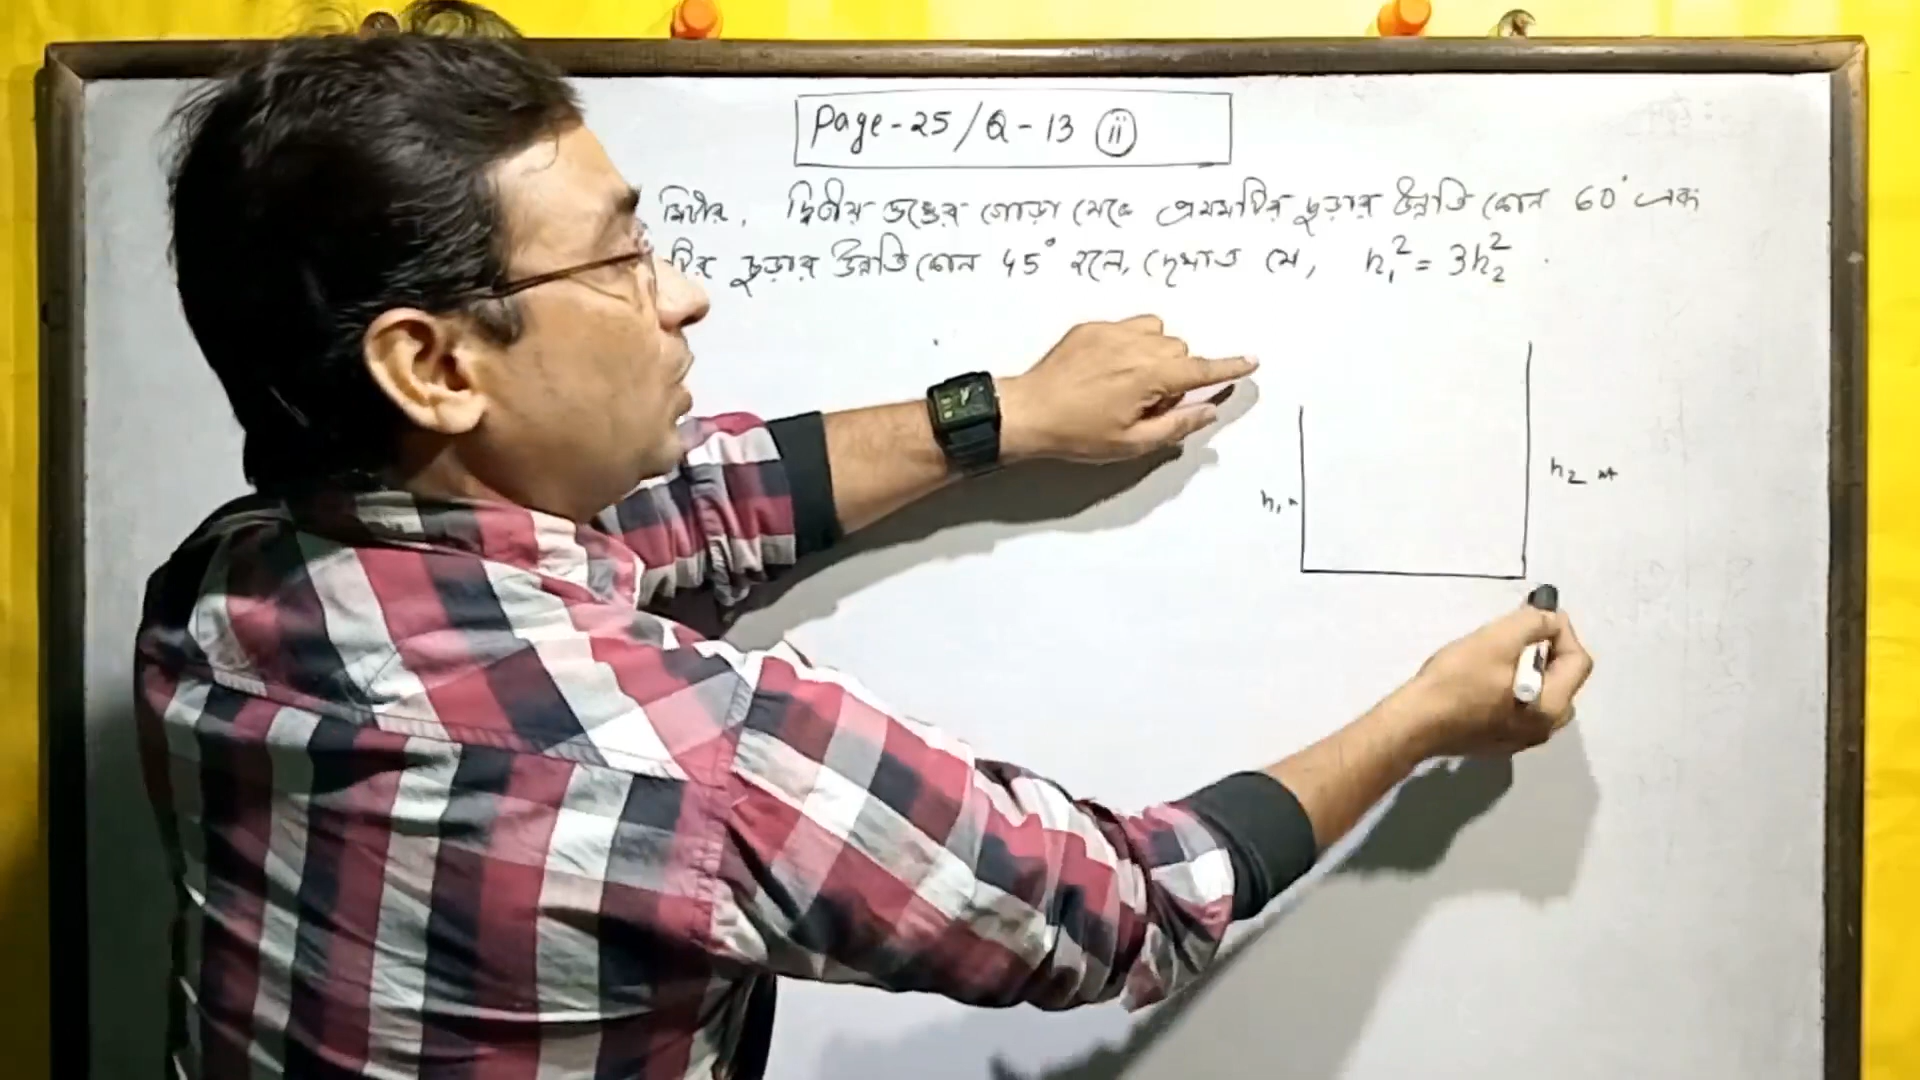 Page-25/Q-13 (ii)
মিটার, দ্বিতীয় স্তম্ভের গোড়া থেকে প্রথমটির চূড়ার উন্নতি কোন 60° এবং
টির চূড়ার উন্নতি কোন 45° হলে, দেখাও যে, h₁² = 3h₂²
h₂ m
h₁